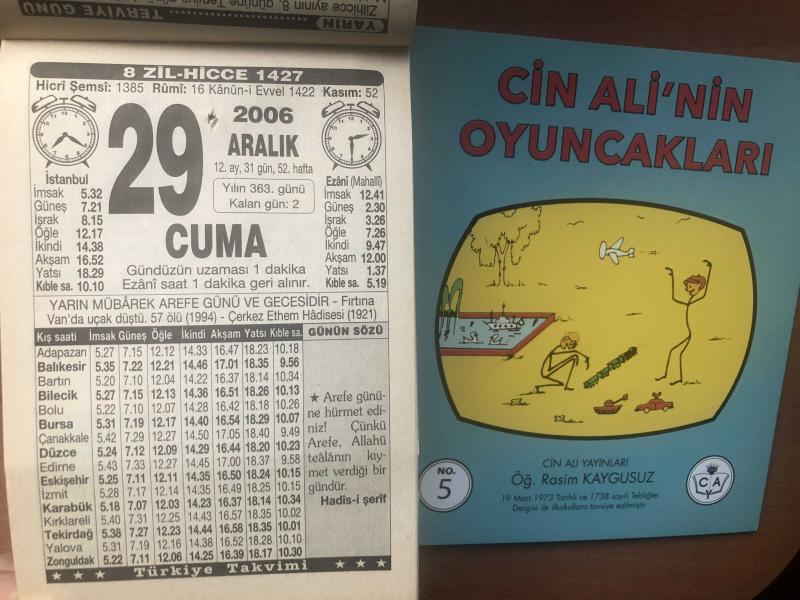 TERVİYE GÜNÜ
Zilhicce ayının 8. gününe Terviye
YARIN
8 ZİL-HİCCE 1427
Hicrî Şemsî: 1385 Rûmî: 16 Kânûn-i Evvel 1422 Kasım: 52
29
2006
ARALIK
12. ay, 31 gün, 52. hafta
Yılın 363. günü
Kalan gün: 2
CUMA
Gündüzün uzaması 1 dakika
Ezânî saat 1 dakika geri alınır.
İstanbul
İmsak 5.32
Güneş 7.21
İşrak 8.15
Öğle 12.17
İkindi 14.38
Akşam 16.52
Yatsı 18.29
Kıble sa. 10.10
Ezânî (Mahallî)
İmsak 12.41
Güneş 2.30
İşrak 3.26
Öğle 7.26
İkindi 9.47
Akşam 12.00
Yatsı 1.37
Kıble sa. 5.19
YARIN MÜBÂREK AREFE GÜNÜ VE GECESİDİR - Fırtına
Van'da uçak düştü. 57 ölü (1994) - Çerkez Ethem Hâdisesi (1921)
Kış saati İmsak Güneş Öğle İkindi Akşam Yatsı Kıble sa.
Adapazarı 5.27 7.15 12.12 14.33 16.47 18.23 10.18
Balıkesir 5.35 7.22 12.21 14.46 17.01 18.35 9.56
Bartın 5.20 7.10 12.04 14.22 16.37 18.14 10.34
Bilecik 5.27 7.15 12.13 14.36 16.51 18.26 10.13
Bolu 5.22 7.10 12.07 14.28 16.42 18.18 10.26
Bursa 5.31 7.19 12.17 14.40 16.54 18.29 10.07
Çanakkale 5.42 7.29 12.27 14.50 17.05 18.40 9.49
Düzce 5.24 7.12 12.09 14.29 16.44 18.20 10.23
Edirne 5.43 7.33 12.27 14.45 17.00 18.37 9.58
Eskişehir 5.25 7.11 12.11 14.35 16.50 18.24 10.15
İzmit 5.28 7.17 12.14 14.35 16.49 18.25 10.15
Karabük 5.18 7.07 12.03 14.23 16.37 18.14 10.34
Kırklareli 5.40 7.31 12.25 14.43 16.57 18.35 10.02
Tekirdağ 5.38 7.27 12.23 14.44 16.58 18.35 10.01
Yalova 5.31 7.19 12.16 14.38 16.52 18.28 10.10
Zonguldak 5.22 7.11 12.06 14.25 16.39 18.17 10.30
GÜNÜN SÖZÜ
★ Arefe günü-
ne hürmet edi-
niz! Çünkü
Arefe, Allahü
teâlânın kıy-
met verdiği bir
gündür.
Hadîs-i şerîf
★ ★ ★ Türkiye Takvimi ★ ★ ★
CİN ALİ'NİN
OYUNCAKLARI
NO.
5
CİN ALİ YAYINLARI
Öğ. Rasim KAYGUSUZ
19 Mart 1973 Tarihli ve 1738 sayılı Tebliğler
Dergisi ile ilkokullara tavsiye edilmiştir
C A
Y